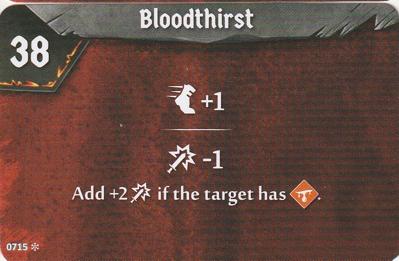 Bloodthirst
38
+1
-1
Add +2 if the target has .
0715 *